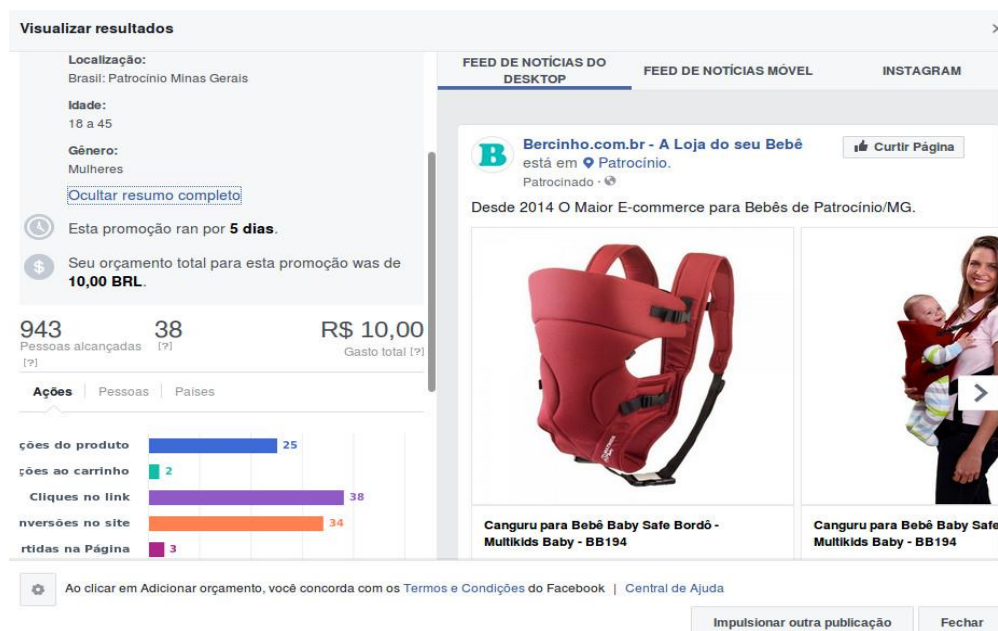 Visualizar resultados
Localização:
Brasil: Patrocínio Minas Gerais
Idade:
18 a 45
Gênero:
Mulheres
Ocultar resumo completo
Esta promoção ran por 5 dias.
Seu orçamento total para esta promoção was de
10,00 BRL.
943
Pessoas alcançadas
[?]
38
[?]
R$ 10,00
Gasto total [?]
Ações
Pessoas
Paises
ções do produto 25
ções ao carrinho 2
Cliques no link 38
nversões no site 34
rtidas na Página 3
FEED DE NOTÍCIAS DO
DESKTOP
FEED DE NOTÍCIAS MÓVEL
INSTAGRAM
B
Bercinho.com.br - A Loja do seu Bebê
está em Patrocínio.
Patrocinado ·
Curtir Página
Desde 2014 O Maior E-commerce para Bebês de Patrocínio/MG.
Canguru para Bebê Baby Safe Bordô -
Multikids Baby - BB194
Canguru para Bebê Baby Safe
Multikids Baby - BB194
Ao clicar em Adicionar orçamento, você concorda com os Termos e Condições do Facebook | Central de Ajuda
Impulsionar outra publicação
Fechar